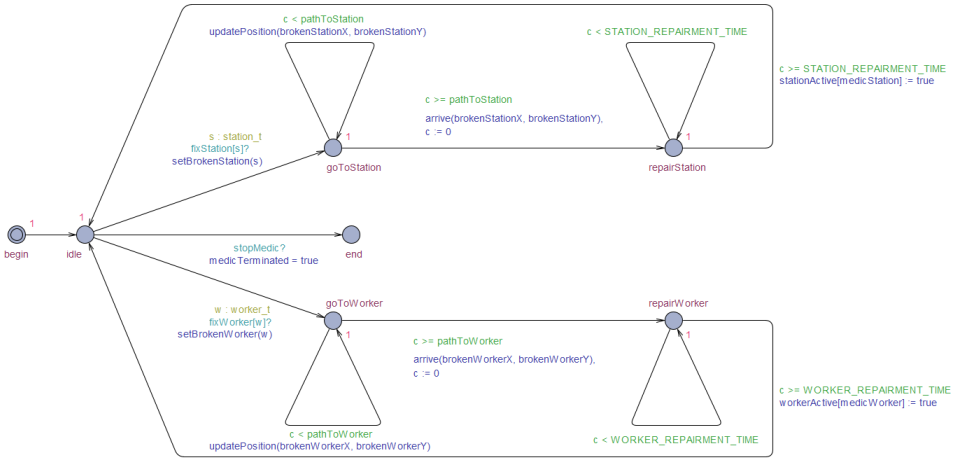 c < pathToStation
updatePosition(brokenStationX, brokenStationY)
c < STATION_REPAIRMENT_TIME
c >= STATION_REPAIRMENT_TIME
stationActive[medicStation] := true
c >= pathToStation
arrive(brokenStationX, brokenStationY),
c := 0
s : station_t
fixStation[s]?
setBrokenStation(s)
1
goToStation
1
repairStation
1
begin
1
idle
stopMedic?
medicTerminated = true
end
w : worker_t
fixWorker[w]?
setBrokenWorker(w)
goToWorker
1
repairWorker
1
c >= pathToWorker
arrive(brokenWorkerX, brokenWorkerY),
c := 0
c >= WORKER_REPAIRMENT_TIME
workerActive[medicWorker] := true
c < pathToWorker
updatePosition(brokenWorkerX, brokenWorkerY)
c < WORKER_REPAIRMENT_TIME